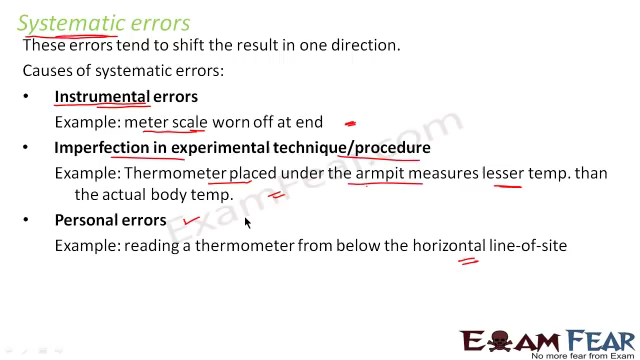 Systematic errors
These errors tend to shift the result in one direction.
Causes of systematic errors:
• Instrumental errors
Example: meter scale worn off at end
• Imperfection in experimental technique/procedure
Example: Thermometer placed under the armpit measures lesser temp. than
the actual body temp.
• Personal errors
Example: reading a thermometer from below the horizontal line-of-site
ExamFear.com
EXAM FEAR
No more fear from Exam